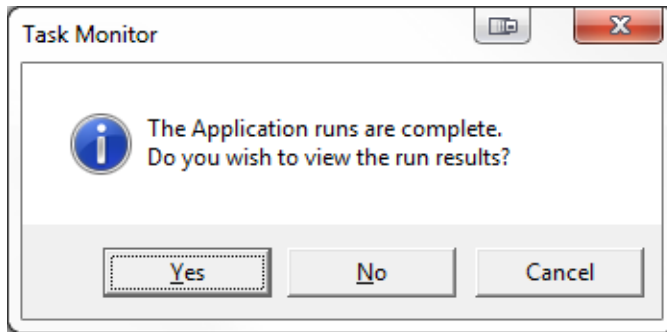 Task Monitor
The Application runs are complete.
Do you wish to view the run results?
Yes
No
Cancel